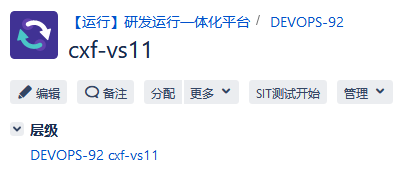 【运行】研发运行一体化平台 / DEVOPS-92
cxf-vs11
编辑 备注 分配 更多 SIT测试开始 管理
层级
DEVOPS-92 cxf-vs11